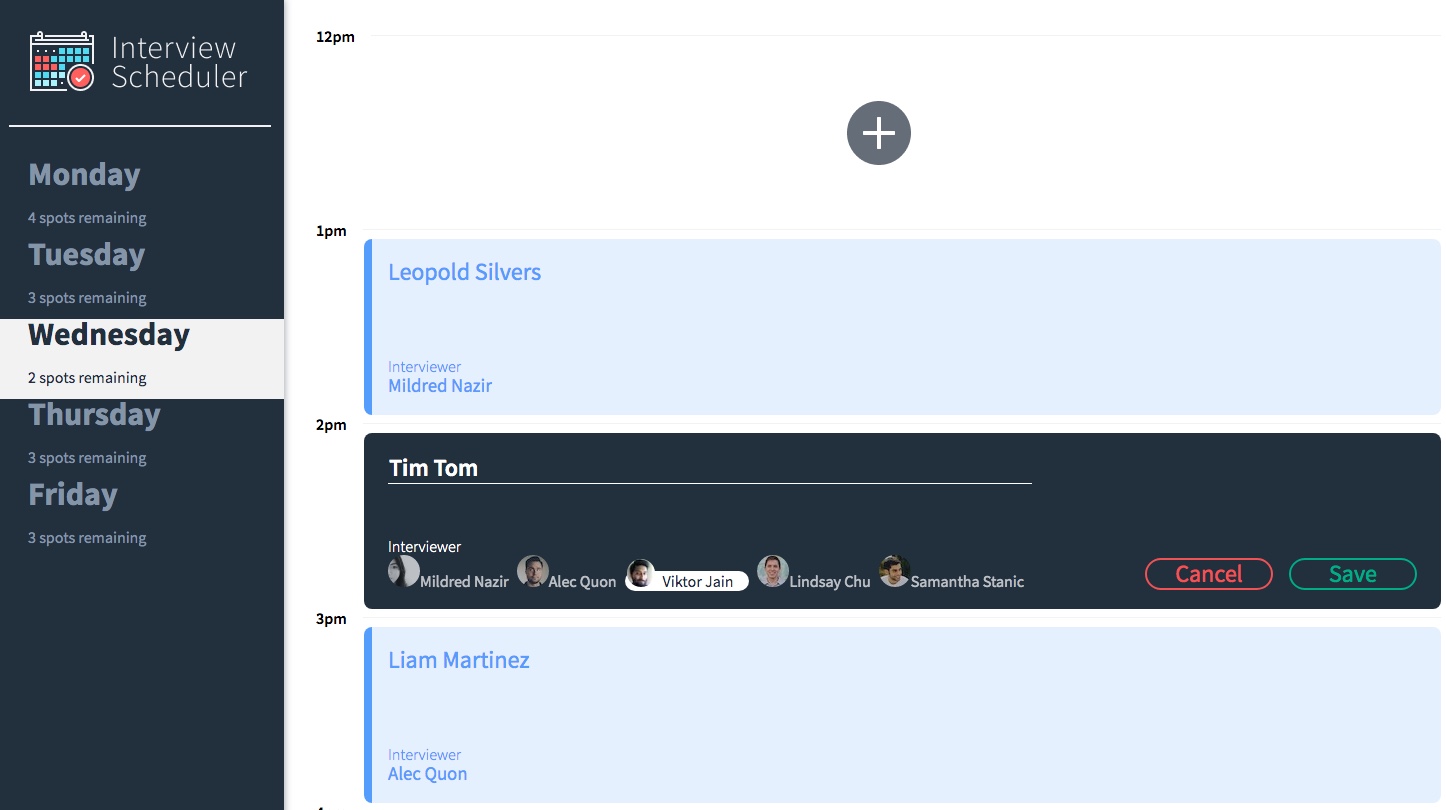 Interview
Scheduler
Monday
4 spots remaining
Tuesday
3 spots remaining
Wednesday
2 spots remaining
Thursday
3 spots remaining
Friday
3 spots remaining
12pm
1pm
Leopold Silvers
Interviewer
Mildred Nazir
2pm
Tim Tom
Interviewer
Mildred Nazir Alec Quon Viktor Jain Lindsay Chu Samantha Stanic
Cancel Save
3pm
Liam Martinez
Interviewer
Alec Quon